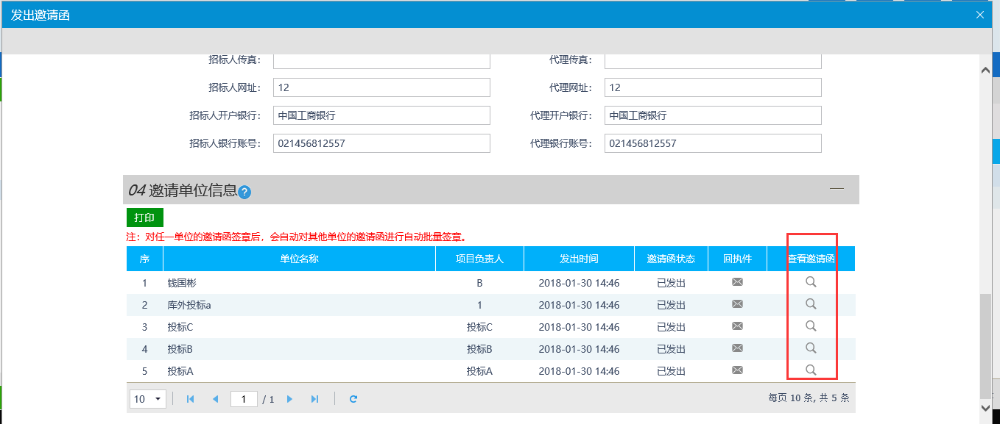 发出邀请函
招标人传真： 代理传真：
招标人网址： 12 代理网址： 12
招标人开户银行： 中国工商银行 代理开户银行： 中国工商银行
招标人银行账号： 021456812557 代理银行账号： 021456812557
04 邀请单位信息 ?
打印
注：对任一单位的邀请函签章后，会自动对其他单位的邀请函进行自动批量签章。
序 单位名称 项目负责人 发出时间 邀请函状态 回执件 查看邀请函
1 钱国彬 B 2018-01-30 14:46 已发出
2 库外投标a 1 2018-01-30 14:46 已发出
3 投标C 投标C 2018-01-30 14:46 已发出
4 投标B 投标B 2018-01-30 14:46 已发出
5 投标A 投标A 2018-01-30 14:46 已发出
10 1 / 1 每页 10 条, 共 5 条